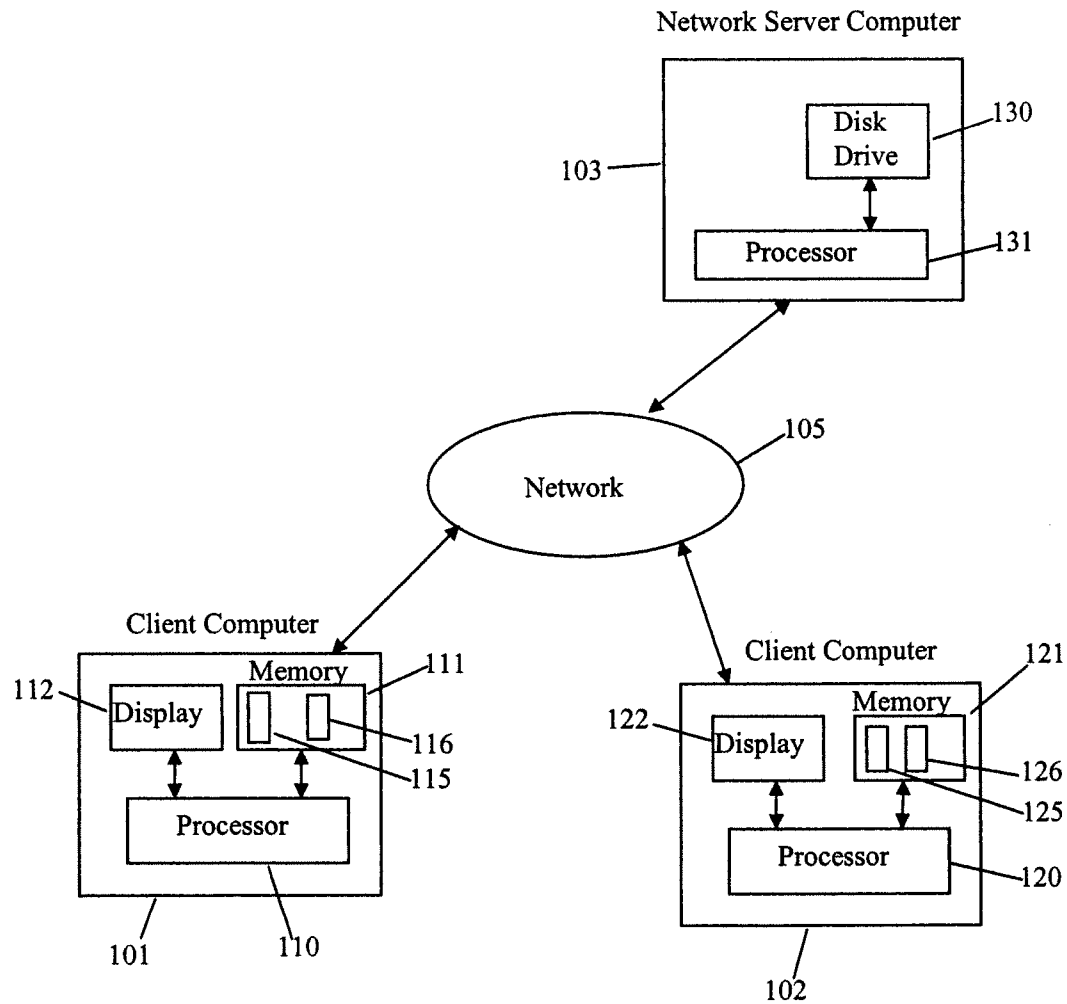 Network Server Computer
Disk
Drive
130
103
Processor
131
105
Network
Client Computer
Memory
111
112
Display
116
115
Processor
101
110
Client Computer
121
Memory
122
Display
126
125
Processor
120
102